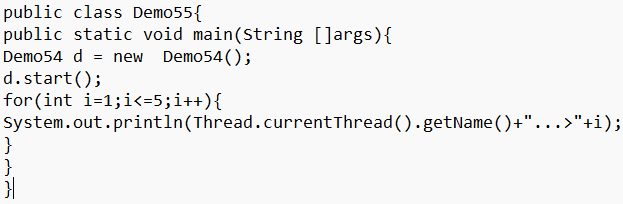 public class Demo55{
public static void main(String []args){
Demo54 d = new  Demo54();
d.start();
for(int i=1;i<=5;i++){
System.out.println(Thread.currentThread().getName()+"...>"+i);
}
}
}